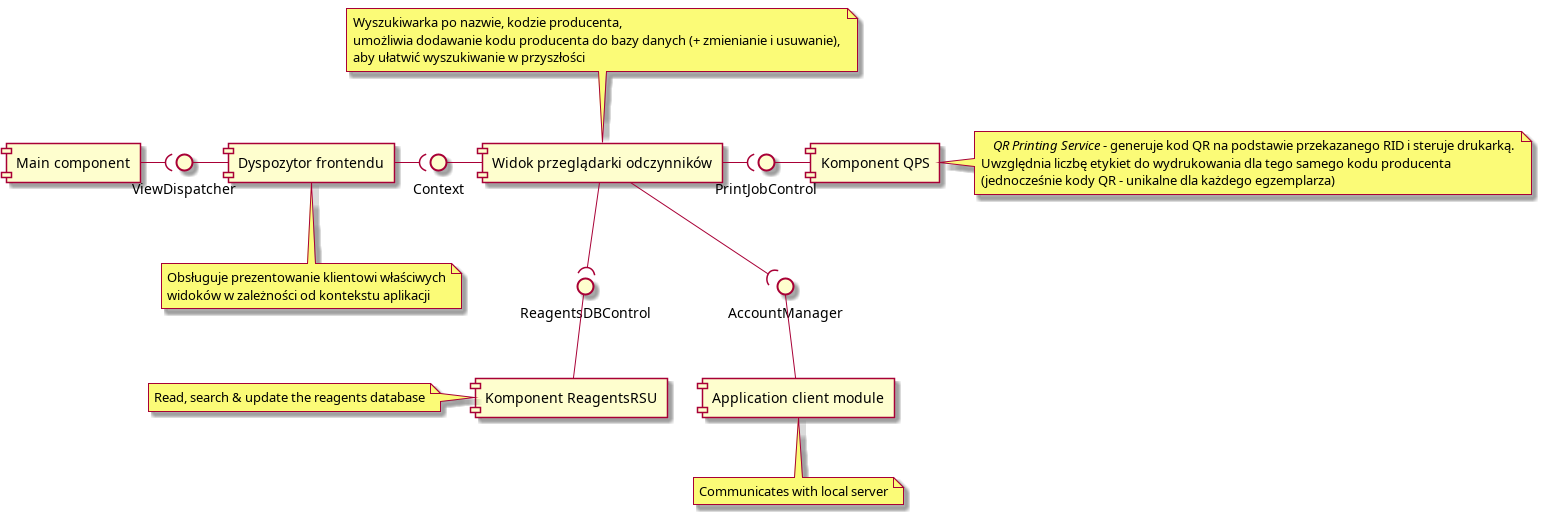 Wyszukiwarka po nazwie, kodzie producenta,
umożliwia dodawanie kodu producenta do bazy danych (+ zmienianie i usuwanie),
aby ułatwić wyszukiwanie w przyszłości
Main component
ViewDispatcher
Dyspozytor frontendu
Context
Widok przeglądarki odczynników
PrintJobControl
Komponent QPS
QR Printing Service - generuje kod QR na podstawie przekazanego RID i steruje drukarką.
Uwzględnia liczbę etykiet do wydrukowania dla tego samego kodu producenta
(jednocześnie kody QR - unikalne dla każdego egzemplarza)
Obsługuje prezentowanie klientowi właściwych
widoków w zależności od kontekstu aplikacji
ReagentsDBControl
AccountManager
Read, search & update the reagents database
Komponent ReagentsRSU
Application client module
Communicates with local server